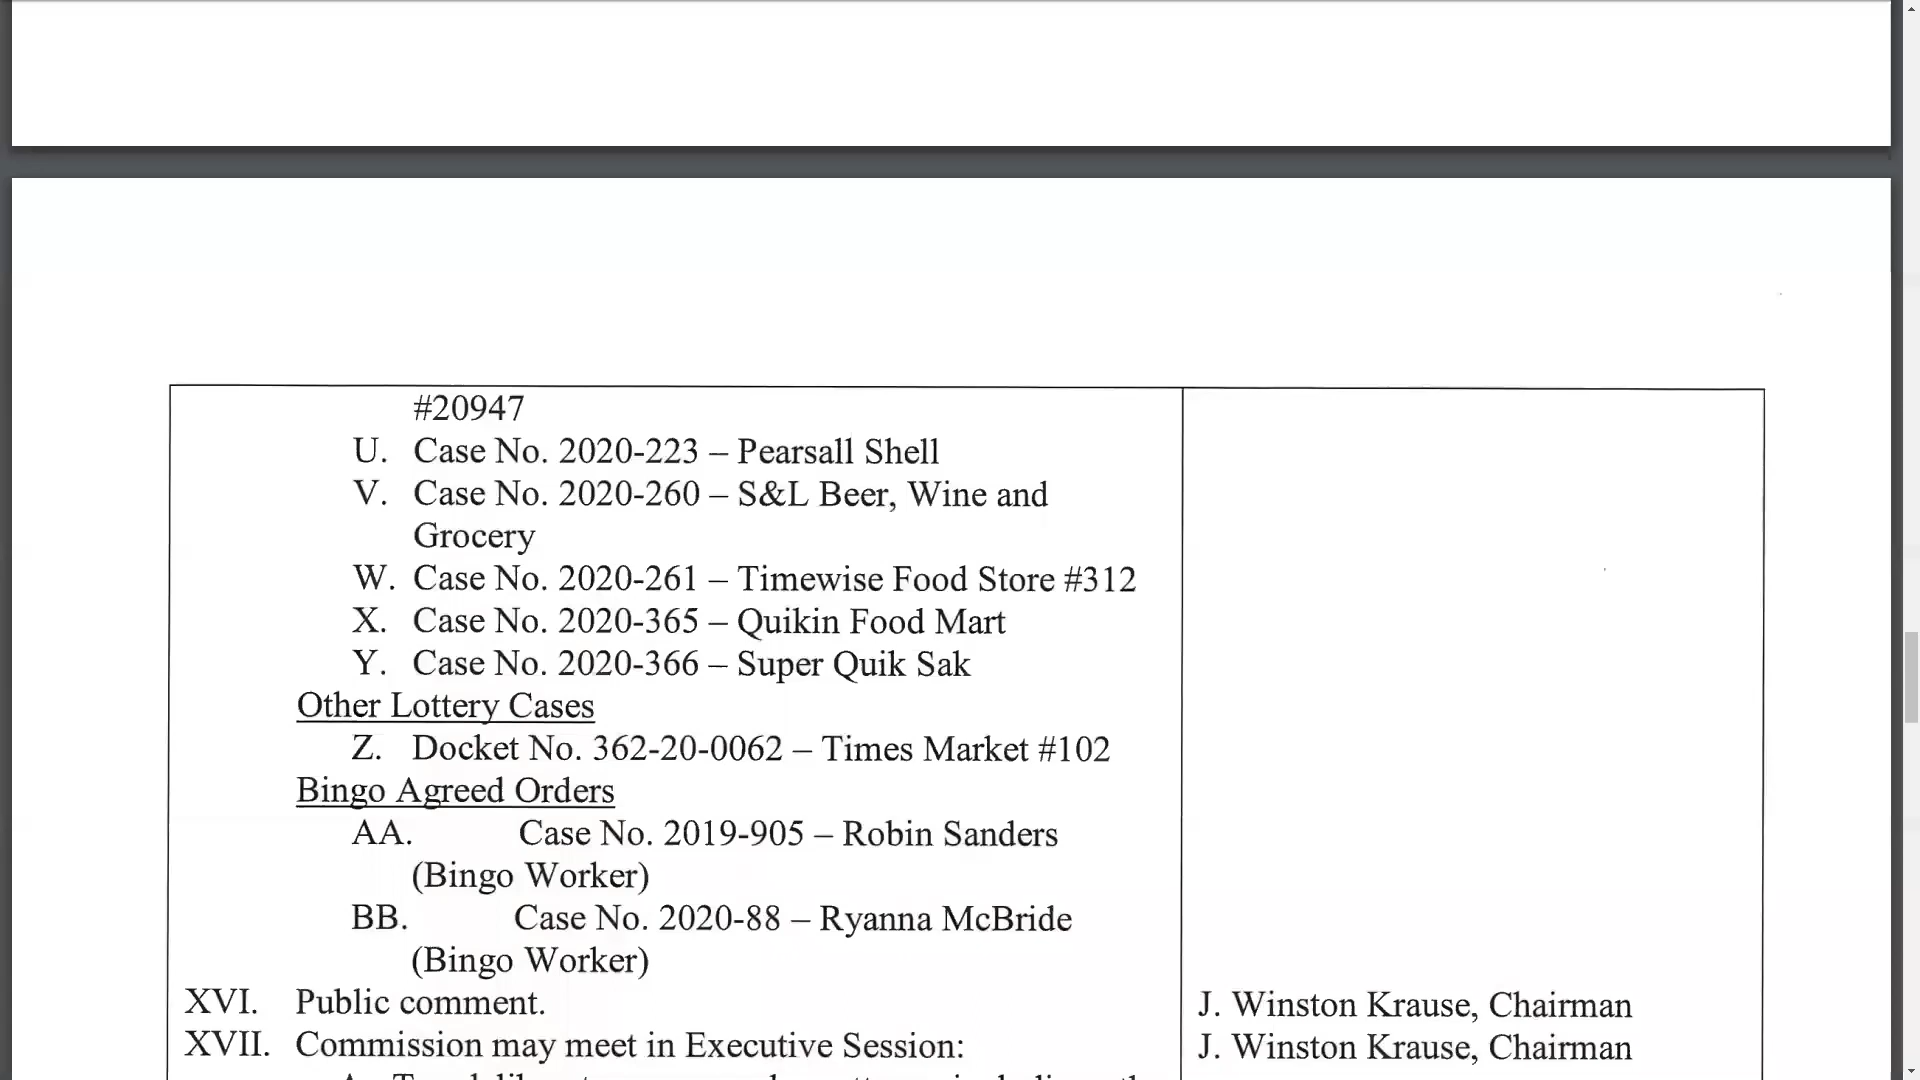 #20947
U. Case No. 2020-223 – Pearsall Shell
V. Case No. 2020-260 – S&L Beer, Wine and
Grocery
W. Case No. 2020-261 – Timewise Food Store #312
X. Case No. 2020-365 – Quikin Food Mart
Y. Case No. 2020-366 – Super Quik Sak
Other Lottery Cases
Z. Docket No. 362-20-0062 – Times Market #102
Bingo Agreed Orders
AA. Case No. 2019-905 – Robin Sanders
(Bingo Worker)
BB. Case No. 2020-88 – Ryanna McBride
(Bingo Worker)
XVI. Public comment. J. Winston Krause, Chairman
XVII. Commission may meet in Executive Session: J. Winston Krause, Chairman